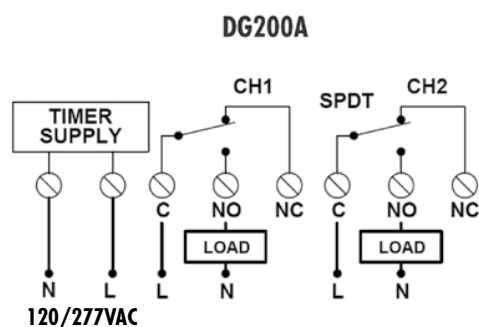 DG200A
TIMER SUPPLY
CH1
SPDT
CH2
C NO NC C NO NC
LOAD LOAD
N L L N L N
120/277VAC